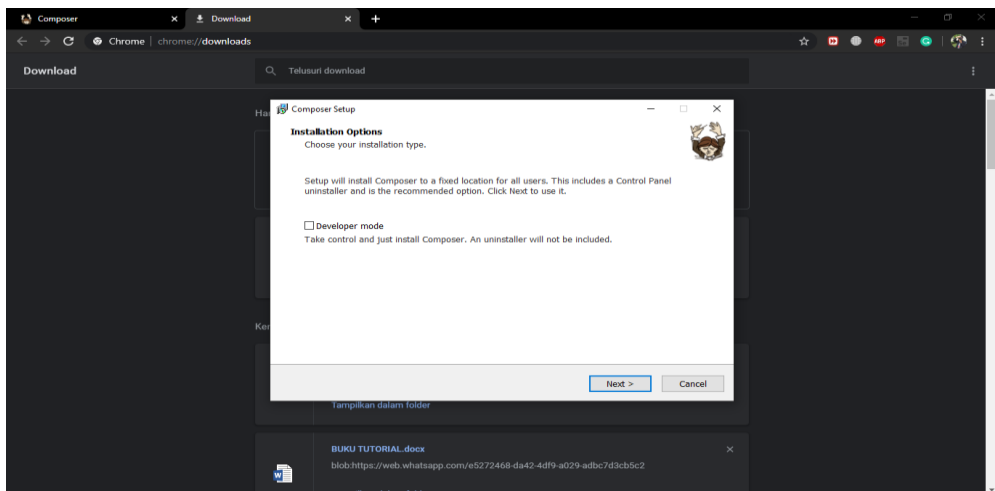 Composer
Download
Chrome | chrome://downloads
ABP
Download
Telusuri download
Har
Composer Setup
Installation Options
Choose your installation type.
Setup will install Composer to a fixed location for all users. This includes a Control Panel
uninstaller and is the recommended option. Click Next to use it.
Developer mode
Take control and just install Composer. An uninstaller will not be included.
Ker
Next >
Cancel
Tampilkan dalam folder
BUKU TUTORIAL.docx
blob:https://web.whatsapp.com/e5272468-da42-4df9-a029-adbc7d3cb5c2